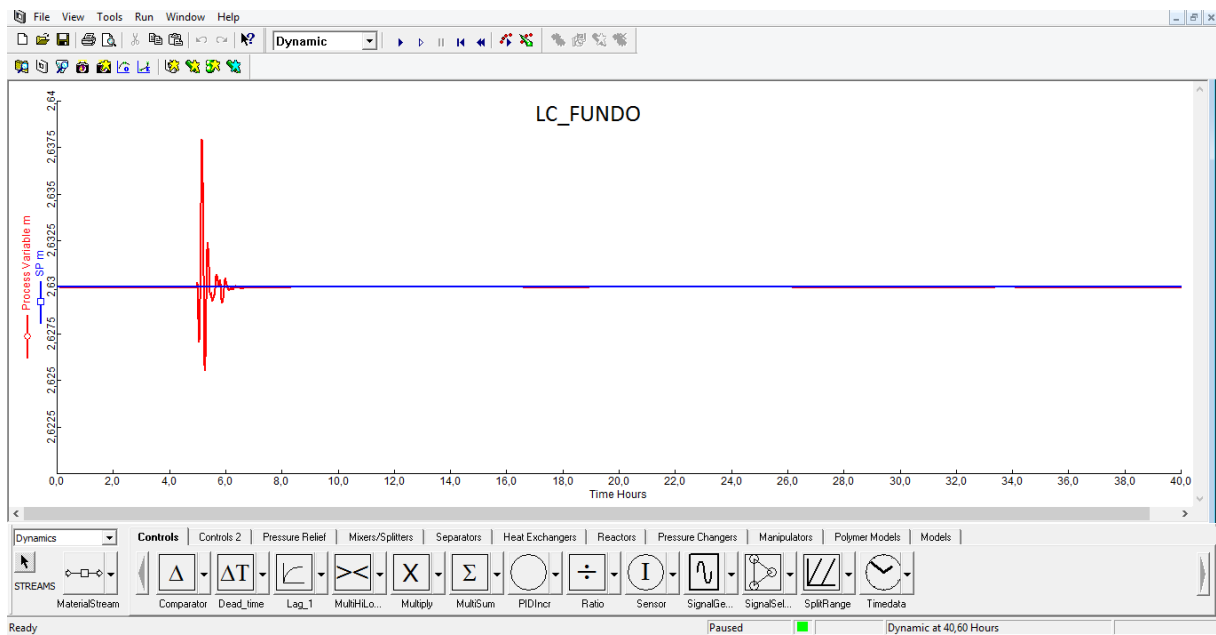 File View Tools Run Window Help
Dynamic
LC_FUNDO
2,64
2,6375
2,635
2,6325
2,63
2,6275
2,625
2,6225
Process Variable m
SP m
0,0 2,0 4,0 6,0 8,0 10,0 12,0 14,0 16,0 18,0 20,0 22,0 24,0 26,0 28,0 30,0 32,0 34,0 36,0 38,0 40,0
Time Hours
Dynamics Controls Controls 2 Pressure Relief Mixers/Splitters Separators Heat Exchangers Reactors Pressure Changers Manipulators Polymer Models Models
Δ ΔT >< X Σ ÷ I
STREAMS
MaterialStream Comparator Dead_time Lag_1 MultiHiLo... Multiply MultiSum PIDIncr Ratio Sensor SignalGe... SignalSel... SplitRange Timedata
Ready Paused Dynamic at 40,60 Hours